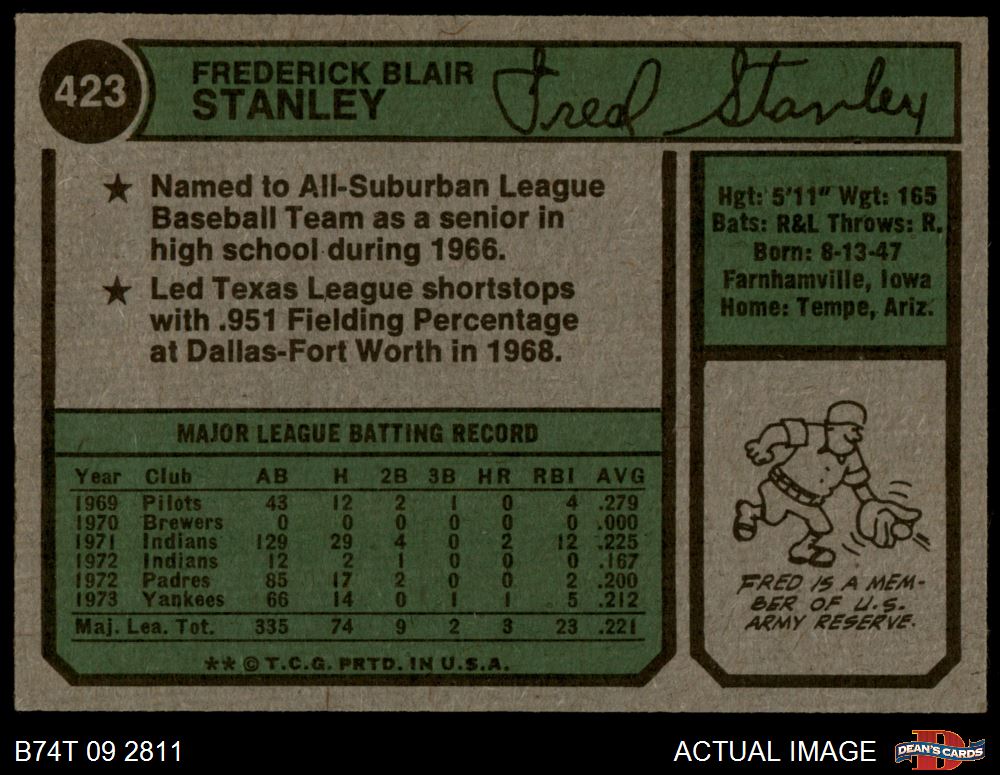 423
FREDERICK BLAIR
STANLEY
Fred Stanley
★ Named to All-Suburban League
Baseball Team as a senior in
high school during 1966.
★ Led Texas League shortstops
with .951 Fielding Percentage
at Dallas-Fort Worth in 1968.
Hgt: 5'11" Wgt: 165
Bats: R&L Throws: R.
Born: 8-13-47
Farnhamville, Iowa
Home: Tempe, Ariz.
MAJOR LEAGUE BATTING RECORD
Year Club AB H 2B 3B HR RBI AVG
1969 Pilots 43 12 2 1 0 4 .279
1970 Brewers 0 0 0 0 0 0 .000
1971 Indians 129 29 4 0 2 12 .225
1972 Indians 12 2 1 0 0 0 .167
1972 Padres 85 17 2 0 0 2 .200
1973 Yankees 66 14 0 1 1 5 .212
Maj. Lea. Tot. 335 74 9 2 3 23 .221
** © T.C.G. PRTD. IN U.S.A.
FRED IS A MEM-
BER OF U.S.
ARMY RESERVE.
B74T 09 2811
ACTUAL IMAGE
D
DEAN'S CARDS